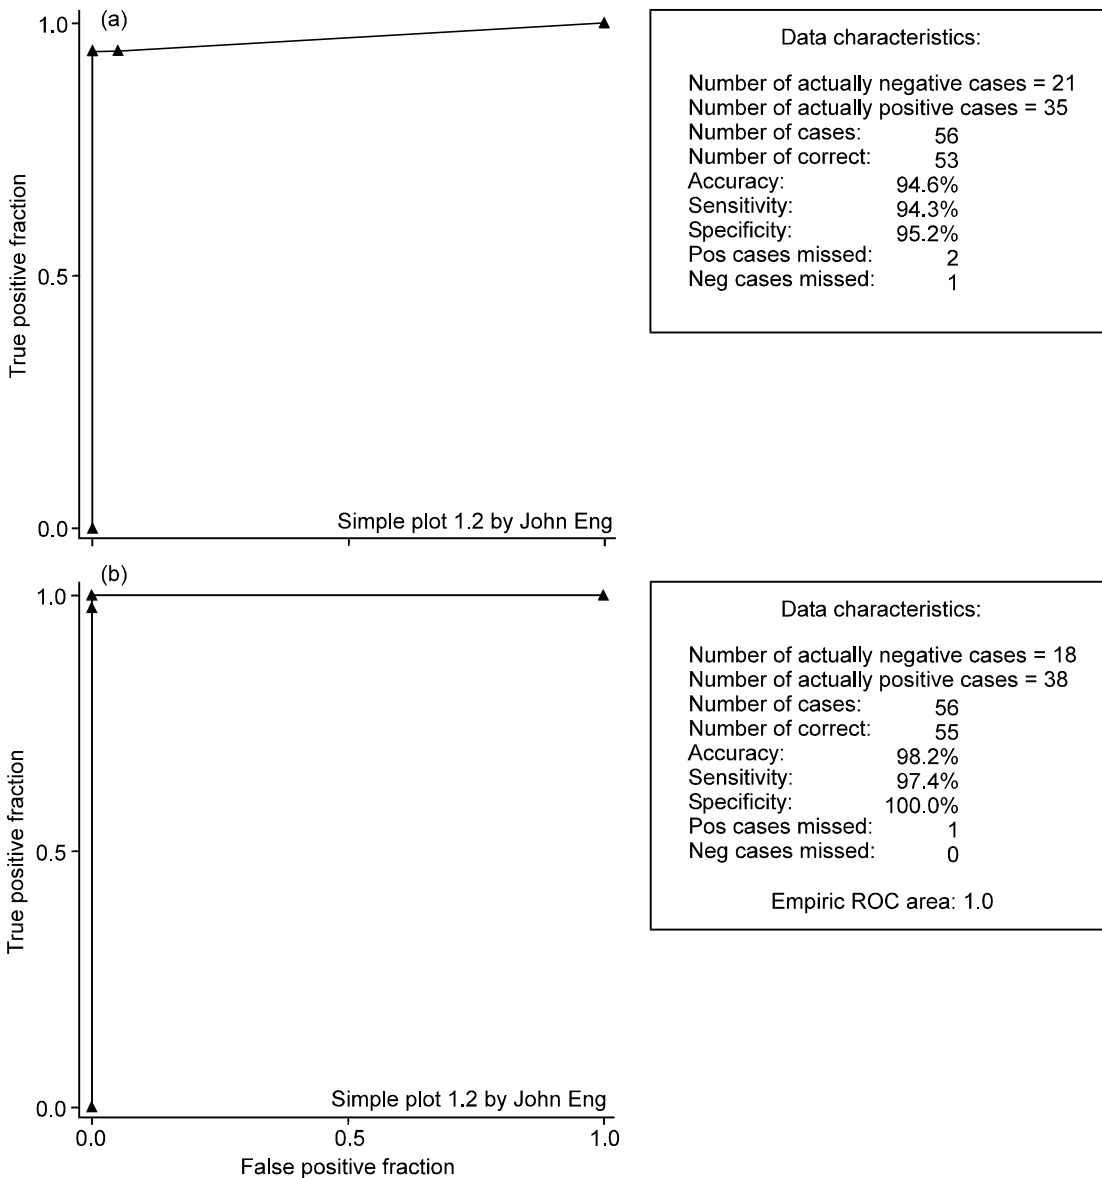 (a)
1.0
0.5
0.0
True positive fraction
Simple plot 1.2 by John Eng
Data characteristics:
Number of actually negative cases = 21
Number of actually positive cases = 35
Number of cases: 56
Number of correct: 53
Accuracy: 94.6%
Sensitivity: 94.3%
Specificity: 95.2%
Pos cases missed: 2
Neg cases missed: 1
(b)
1.0
0.5
0.0
True positive fraction
Simple plot 1.2 by John Eng
0.0 0.5 1.0
False positive fraction
Data characteristics:
Number of actually negative cases = 18
Number of actually positive cases = 38
Number of cases: 56
Number of correct: 55
Accuracy: 98.2%
Sensitivity: 97.4%
Specificity: 100.0%
Pos cases missed: 1
Neg cases missed: 0
Empiric ROC area: 1.0